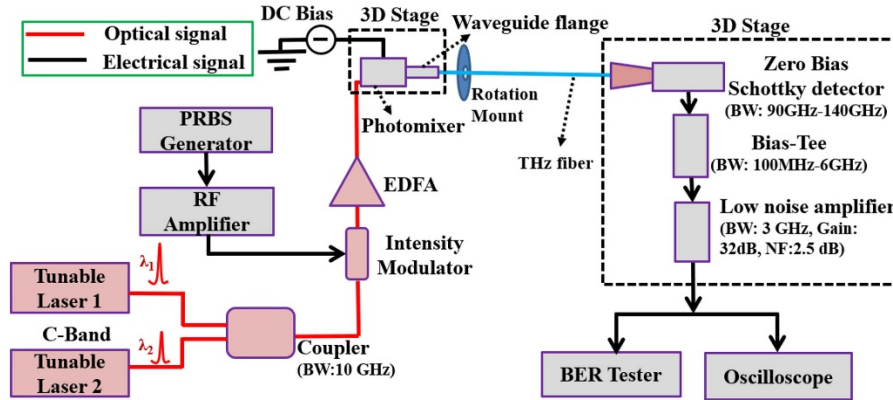 Optical signal
Electrical signal
DC Bias
3D Stage
Waveguide flange
Photomixer
Rotation
Mount
THz fiber
3D Stage
Zero Bias
Schottky detector
(BW: 90GHz-140GHz)
Bias-Tee
(BW: 100MHz-6GHz)
Low noise amplifier
(BW: 3 GHz, Gain:
32dB, NF:2.5 dB)
PRBS
Generator
RF
Amplifier
EDFA
Intensity
Modulator
λ1
Tunable
Laser 1
C-Band
λ2
Tunable
Laser 2
Coupler
(BW:10 GHz)
BER Tester
Oscilloscope